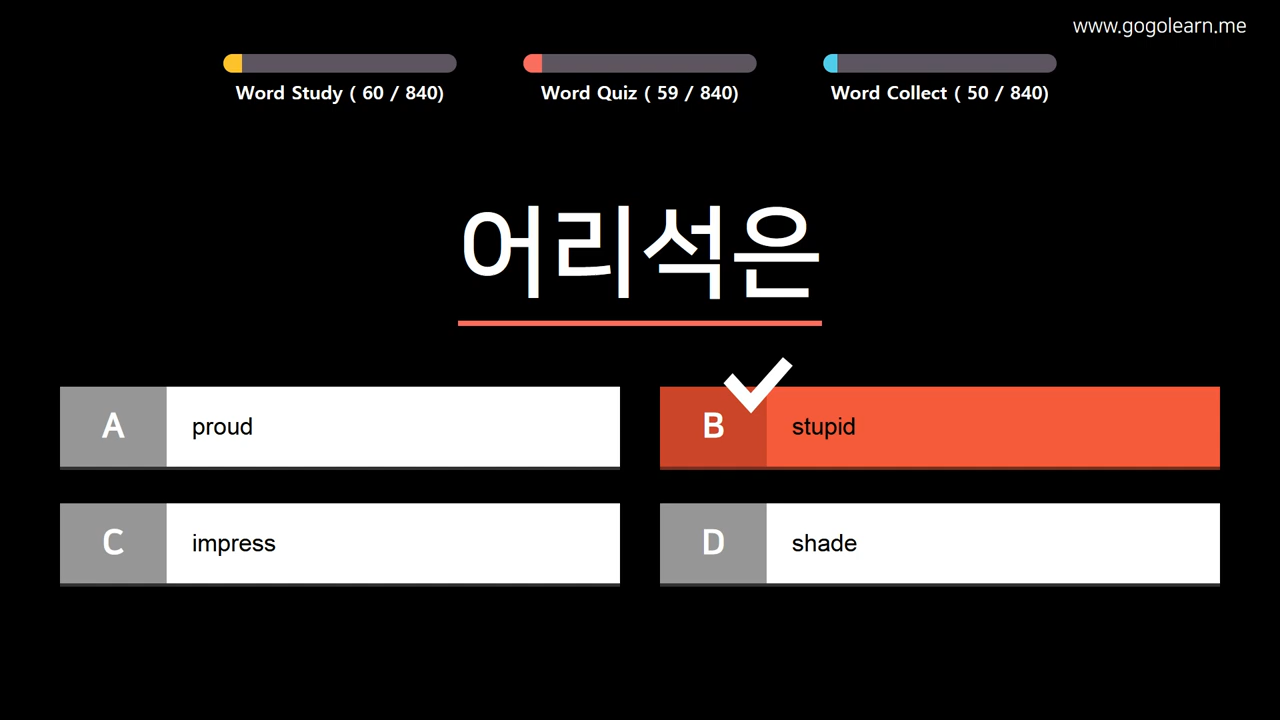 www.gogolearn.me
Word Study ( 60 / 840)
Word Quiz ( 59 / 840)
Word Collect ( 50 / 840)
어리석은
A proud
B stupid
C impress
D shade